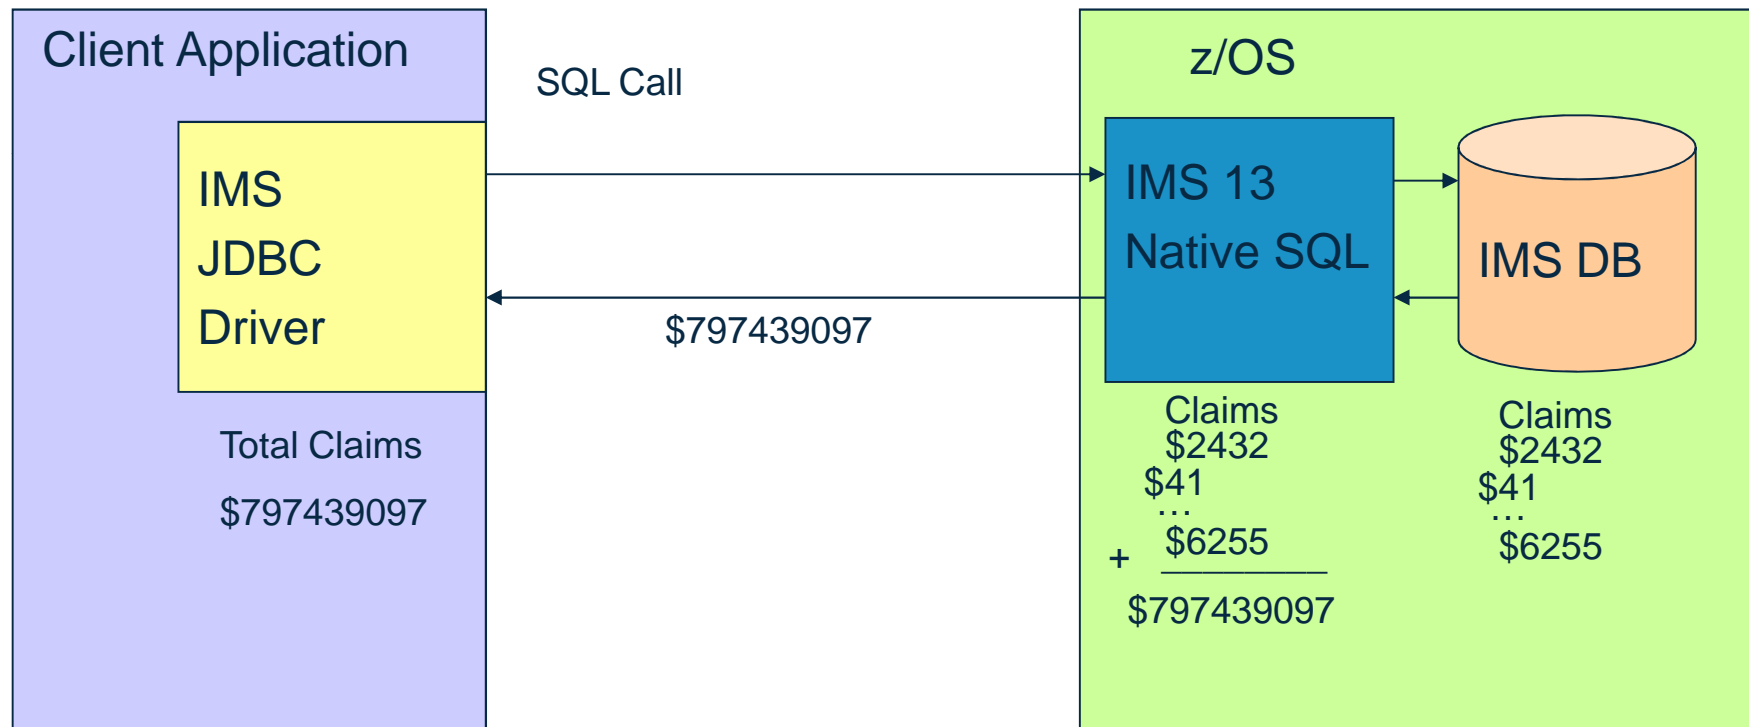 Client Application
IMS
JDBC
Driver
Total Claims
$797439097
SQL Call
$797439097
z/OS
IMS 13
Native SQL
IMS DB
Claims
$2432
$41
...
$6255
+
$797439097
Claims
$2432
$41
...
$6255